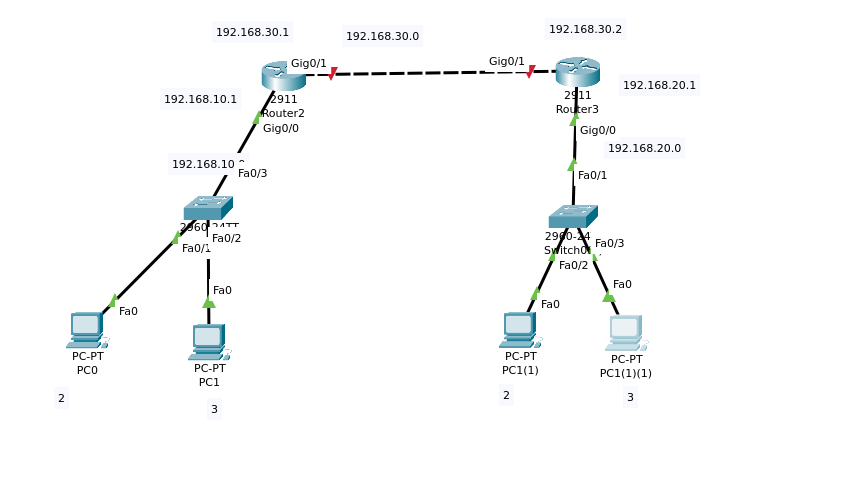 192.168.30.1
192.168.30.0
192.168.30.2
Gig0/1
Gig0/1
192.168.10.1
2911
Router2
Gig0/0
2911
Router3
192.168.20.1
Gig0/0
192.168.20.0
192.168.10
Fa0/3
Fa0/1
2960-24TT
Fa0/1
Fa0/2
2960-24
Fa0/3
Fa0/2
Fa0
Fa0
Fa0
Fa0
PC-PT
PC0
PC-PT
PC1
PC-PT
PC1(1)
PC-PT
PC1(1)(1)
2
3
2
3